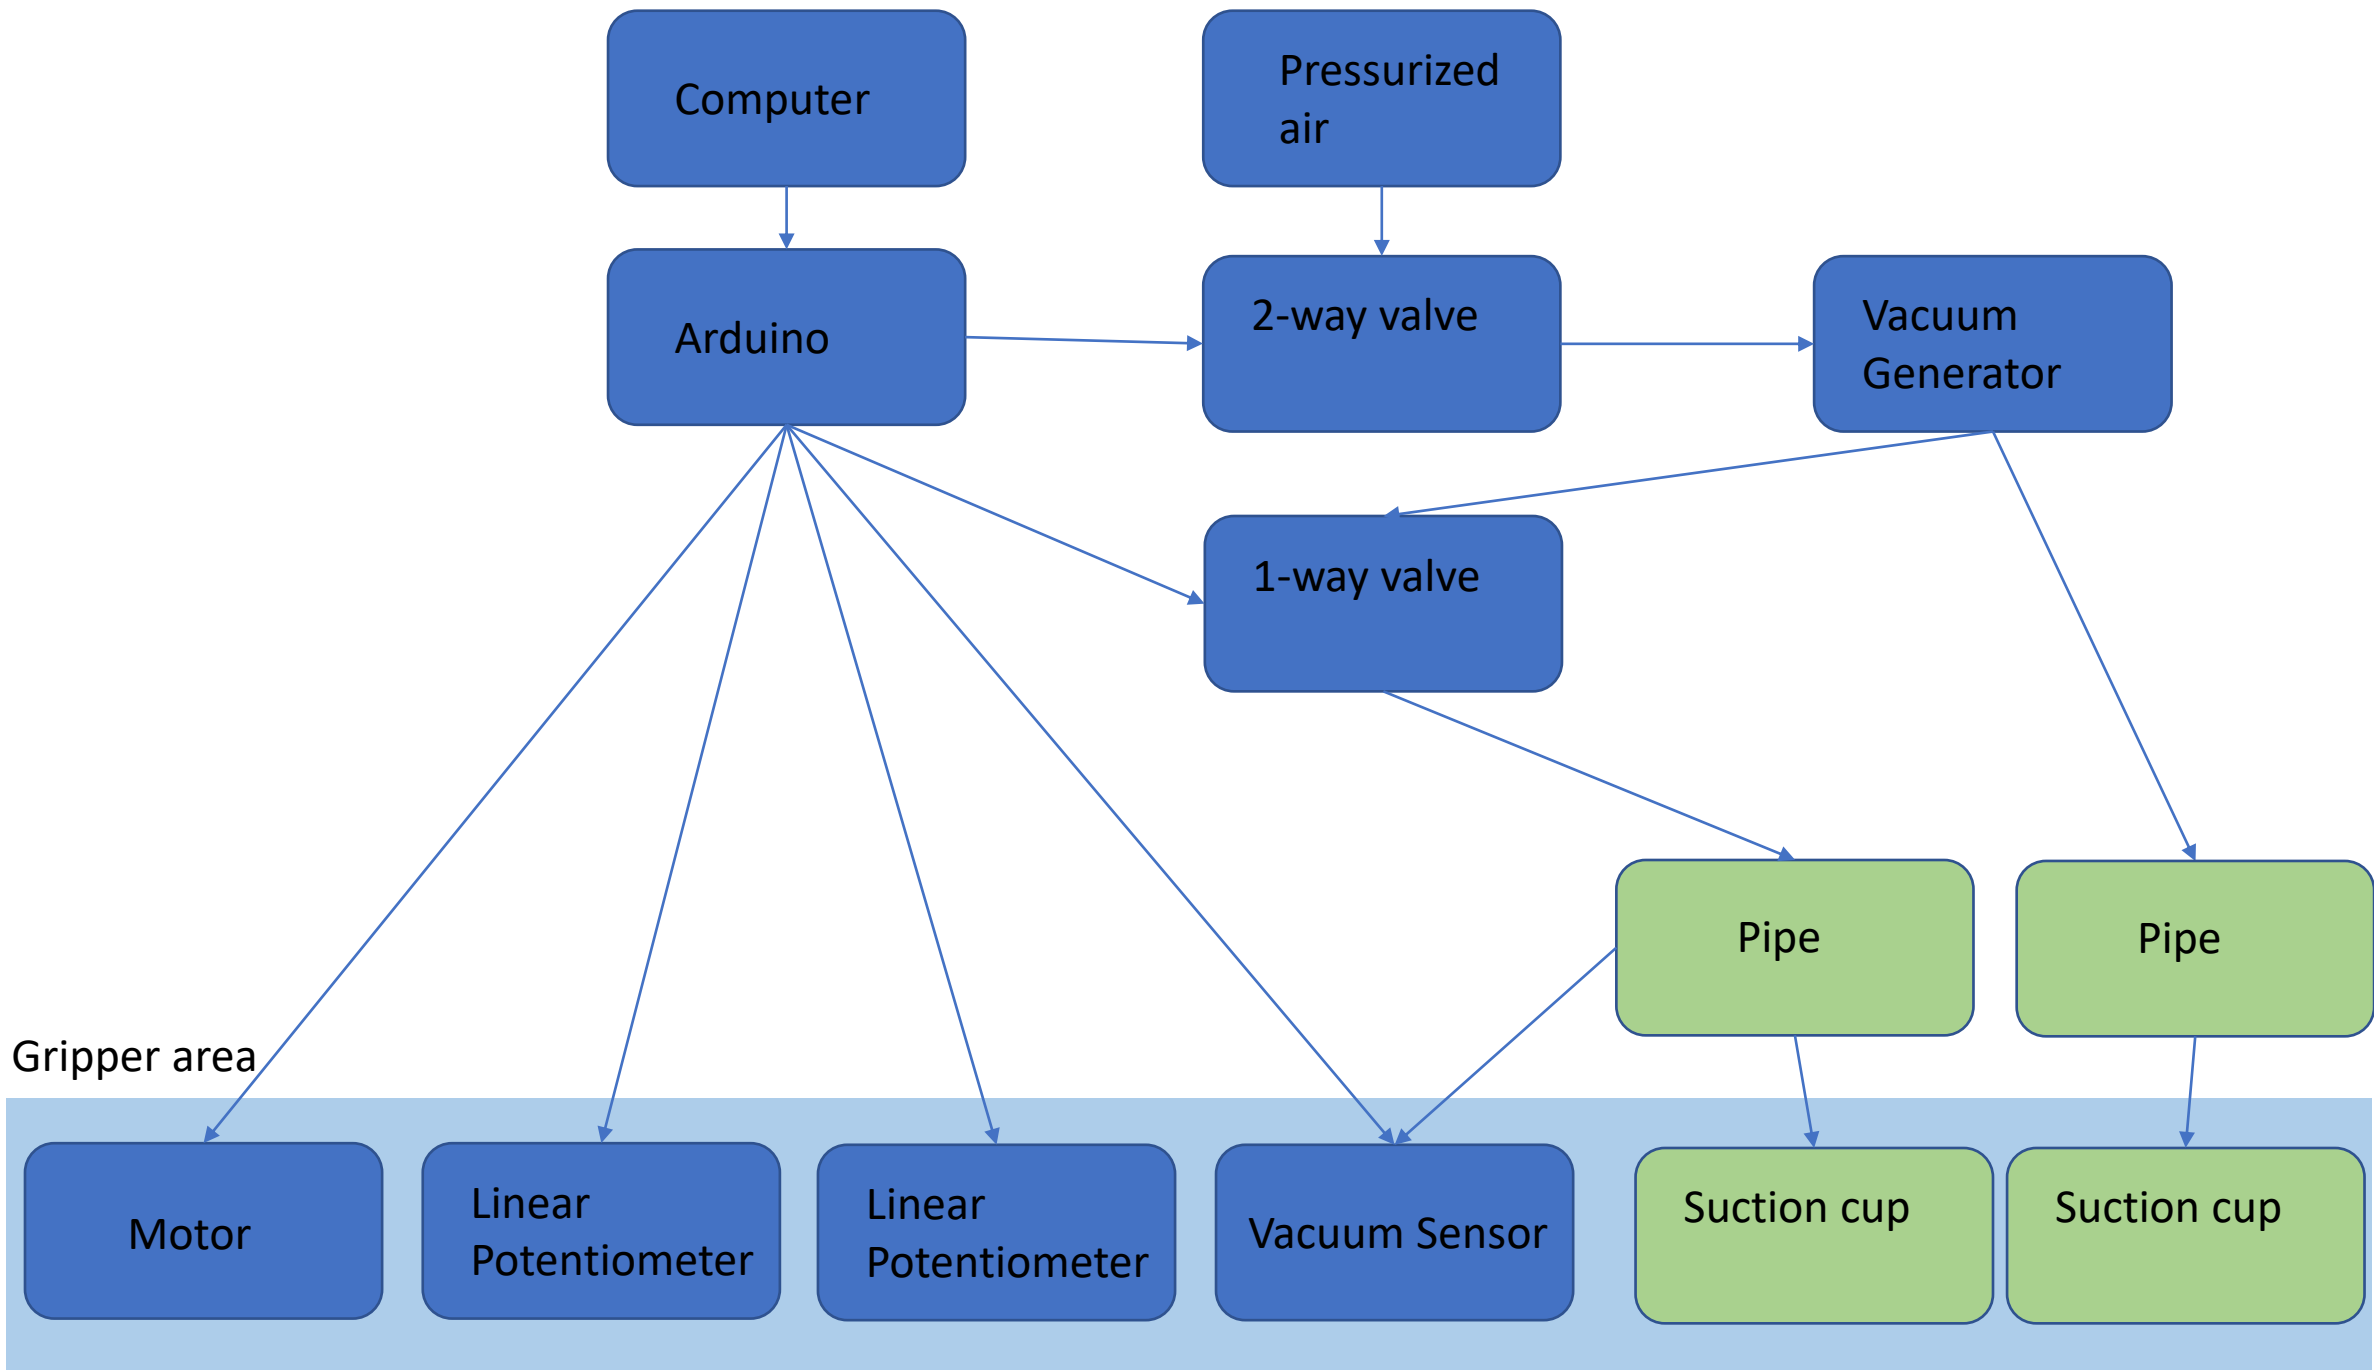 Computer
Pressurized
air
Arduino
2-way valve
Vacuum
Generator
1-way valve
Pipe
Pipe
Gripper area
Motor
Linear
Potentiometer
Linear
Potentiometer
Vacuum Sensor
Suction cup
Suction cup